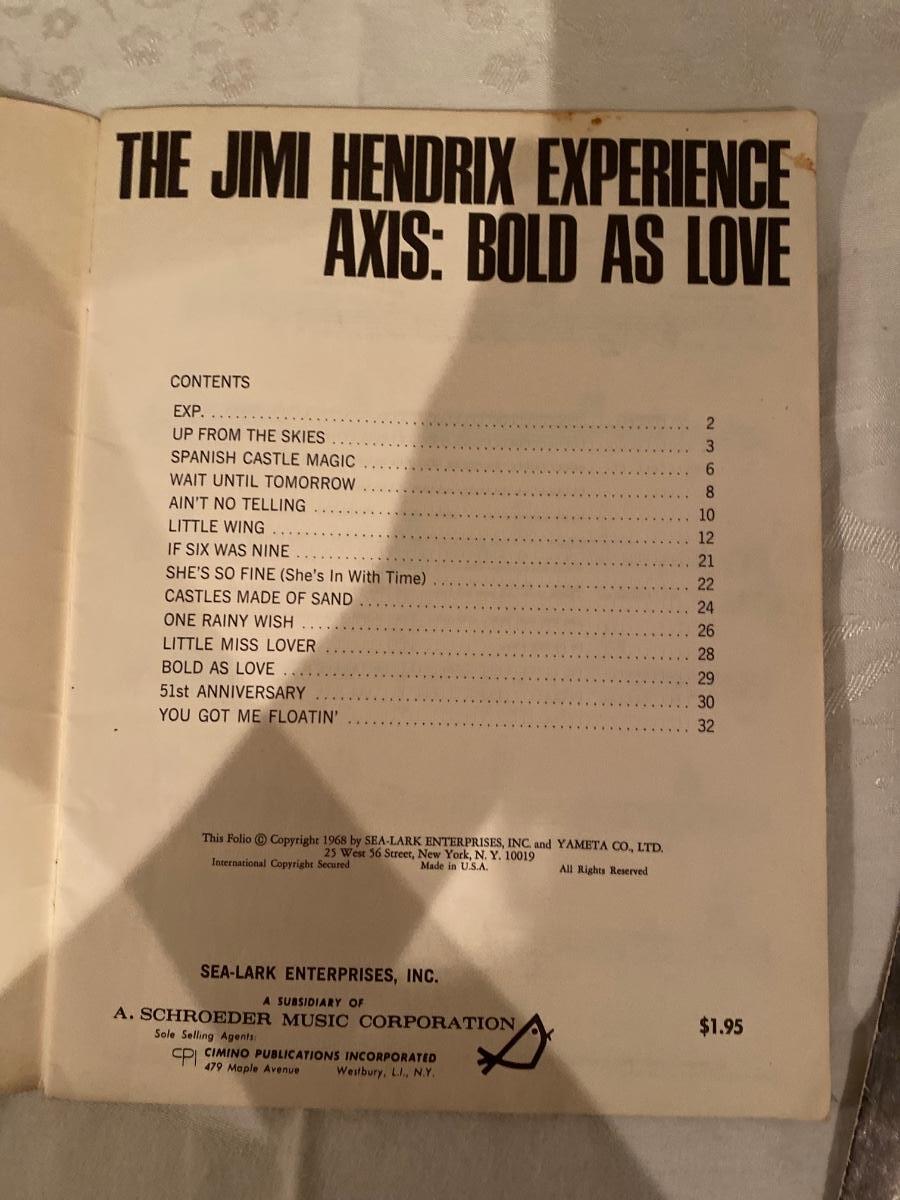 THE JIMI HENDRIX EXPERIENCE
AXIS: BOLD AS LOVE
CONTENTS
EXP. 2
UP FROM THE SKIES 3
SPANISH CASTLE MAGIC 6
WAIT UNTIL TOMORROW 8
AIN'T NO TELLING 10
LITTLE WING 12
IF SIX WAS NINE 21
SHE'S SO FINE (She's In With Time) 22
CASTLES MADE OF SAND 24
ONE RAINY WISH 26
LITTLE MISS LOVER 28
BOLD AS LOVE 29
51st ANNIVERSARY 30
YOU GOT ME FLOATIN' 32
This Folio © Copyright 1968 by SEA-LARK ENTERPRISES, INC. and YAMETA CO., LTD.
25 West 56 Street, New York, N. Y. 10019
International Copyright Secured Made in U.S.A. All Rights Reserved
SEA-LARK ENTERPRISES, INC.
A SUBSIDIARY OF
A. SCHROEDER MUSIC CORPORATION
$1.95
Sole Selling Agents:
CPI CIMINO PUBLICATIONS INCORPORATED
479 Maple Avenue Westbury, L.I., N.Y.